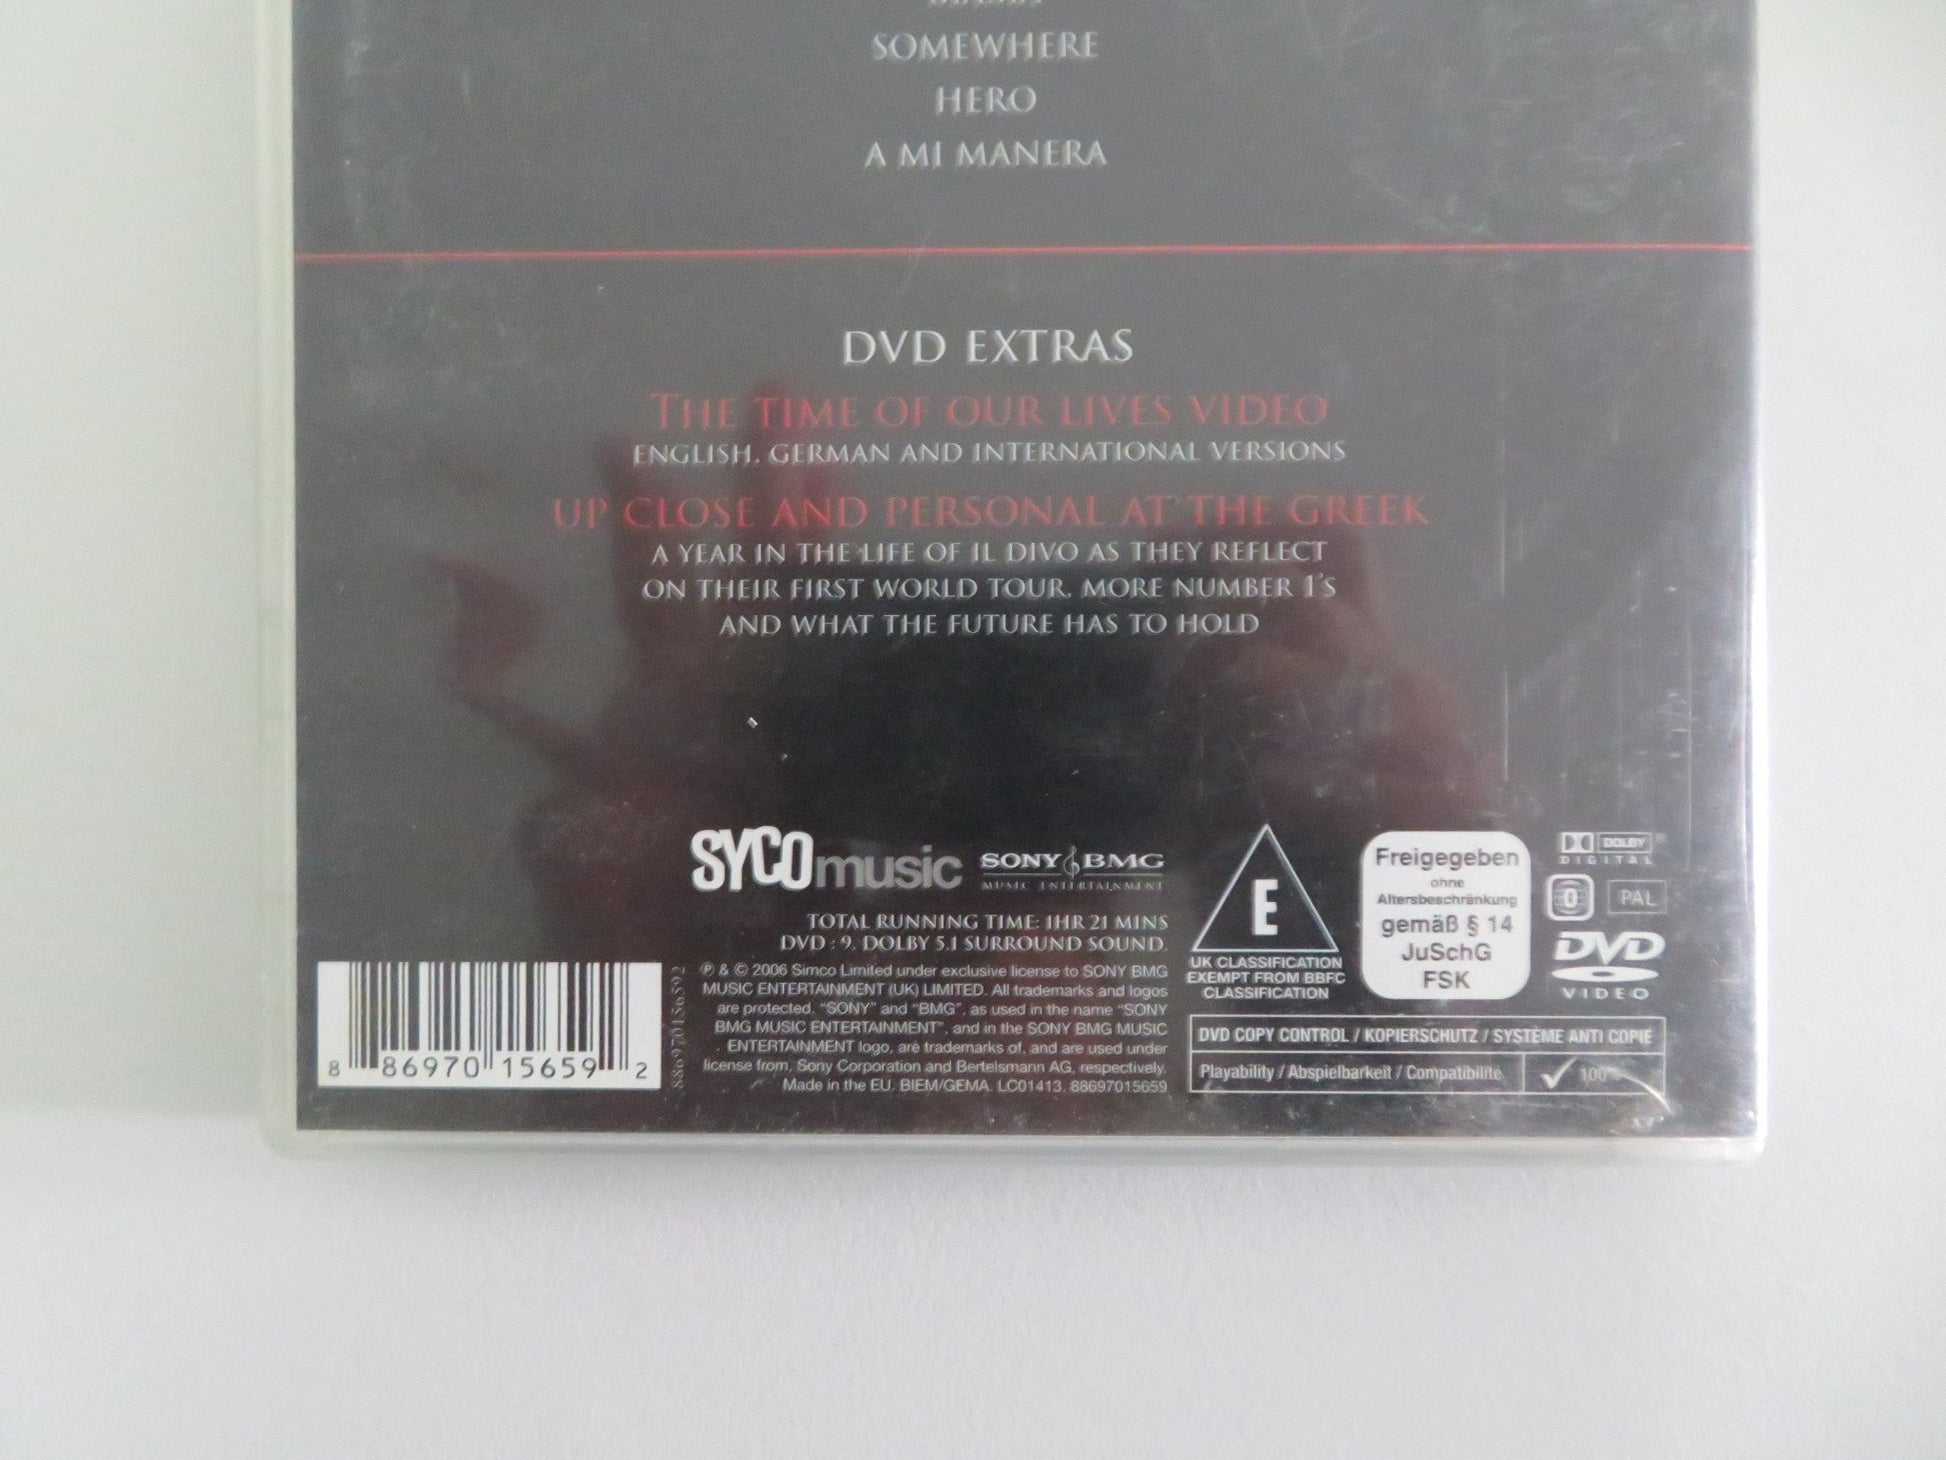 SOMEWHERE
HERO
A MI MANERA
DVD EXTRAS
THE TIME OF OUR LIVES VIDEO
ENGLISH, GERMAN AND INTERNATIONAL VERSIONS
UP CLOSE AND PERSONAL AT THE GREEK
A YEAR IN THE LIFE OF IL DIVO AS THEY REFLECT
ON THEIR FIRST WORLD TOUR, MORE NUMBER 1'S
AND WHAT THE FUTURE HAS TO HOLD
SYCOmusic
SONY BMG
MUSIC ENTERTAINMENT
TOTAL RUNNING TIME: 1HR 21 MINS
DVD : 9. DOLBY 5.1 SURROUND SOUND.
℗ & © 2006 Simco Limited under exclusive license to SONY BMG
MUSIC ENTERTAINMENT (UK) LIMITED. All trademarks and logos
are protected. "SONY" and "BMG", as used in the name "SONY
BMG MUSIC ENTERTAINMENT", and in the SONY BMG MUSIC
ENTERTAINMENT logo, are trademarks of, and are used under
license from, Sony Corporation and Bertelsmann AG, respectively.
Made in the EU. BIEM/GEMA. LC01413. 88697015659
8 86970 15659 2
886970156592
E
UK CLASSIFICATION
EXEMPT FROM BBFC
CLASSIFICATION
Freigegeben
ohne
Altersbeschränkung
gemäß § 14
JuSchG
FSK
DOLBY
DIGITAL
0
PAL
DVD
VIDEO
DVD COPY CONTROL / KOPIERSCHUTZ / SYSTÈME ANTI COPIE
Playability / Abspielbarkeit / Compatibilité
100%